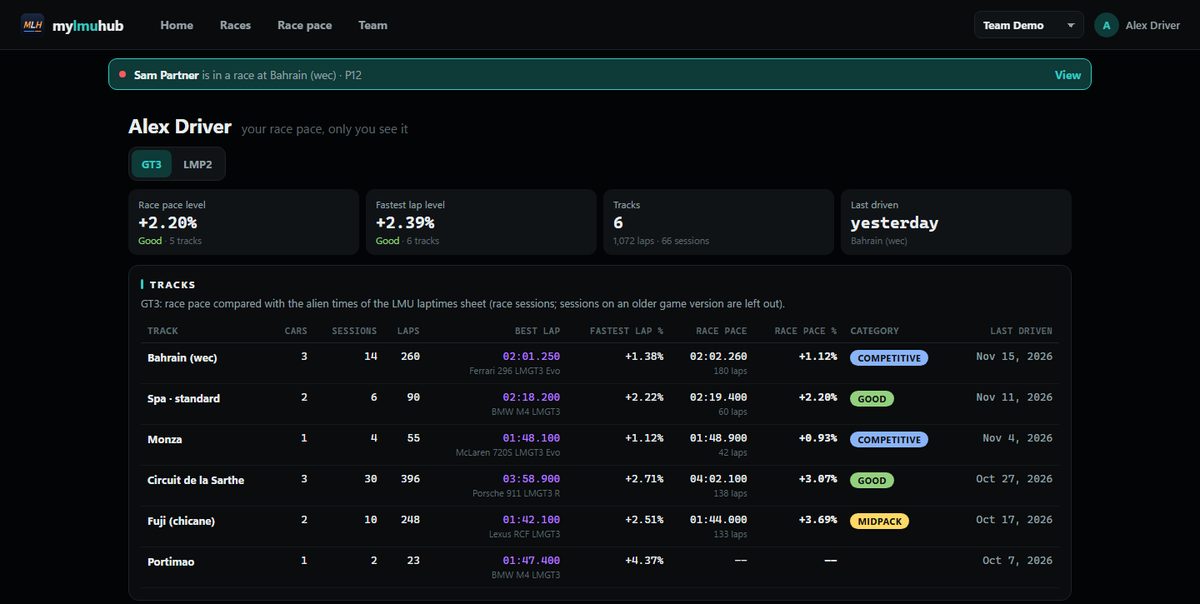 MLH mylmuhub Home Races Race pace Team Team Demo A Alex Driver
Sam Partner is in a race at Bahrain (wec) · P12 View
Alex Driver your race pace, only you see it
GT3 LMP2
Race pace level Fastest lap level Tracks Last driven
+2.20% +2.39% 6 yesterday
Good · 5 tracks Good · 6 tracks 1,072 laps · 66 sessions Bahrain (wec)
TRACKS
GT3: race pace compared with the alien times of the LMU laptimes sheet (race sessions; sessions on an older game version are left out).
TRACK CARS SESSIONS LAPS BEST LAP FASTEST LAP % RACE PACE RACE PACE % CATEGORY LAST DRIVEN
Bahrain (wec) 3 14 260 02:01.250 +1.38% 02:02.260 +1.12% COMPETITIVE Nov 15, 2026
Ferrari 296 LMGT3 Evo 180 laps
Spa - standard 2 6 90 02:18.200 +2.22% 02:19.400 +2.20% GOOD Nov 11, 2026
BMW M4 LMGT3 60 laps
Monza 1 4 55 01:48.100 +1.12% 01:48.900 +0.93% COMPETITIVE Nov 4, 2026
McLaren 720S LMGT3 Evo 42 laps
Circuit de la Sarthe 3 30 396 03:58.900 +2.71% 04:02.100 +3.07% GOOD Oct 27, 2026
Porsche 911 LMGT3 R 138 laps
Fuji (chicane) 2 10 248 01:42.100 +2.51% 01:44.000 +3.69% MIDPACK Oct 17, 2026
Lexus RCF LMGT3 133 laps
Portimao 1 2 23 01:47.400 +4.37% –– –– Oct 7, 2026
BMW M4 LMGT3